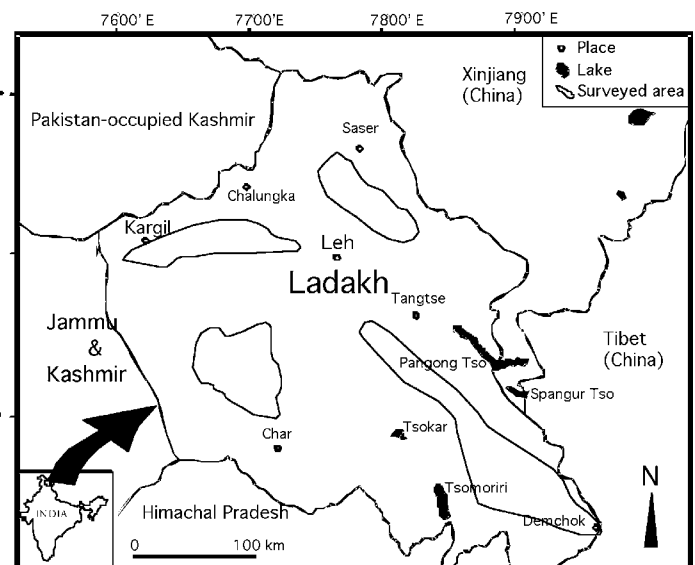 7600' E
7700' E
7800' E
7900' E
Place
Lake
Surveyed area
Xinjiang
(China)
Pakistan-occupied Kashmir
Saser
Chalungka
Kargil
Leh
Ladakh
Tangtse
Jammu
&
Kashmir
Pangong Tso
Tibet
(China)
Spangur Tso
Char
Tsokar
Tsomoriri
N
INDIA
Himachal Pradesh
Demchok
0 100 km